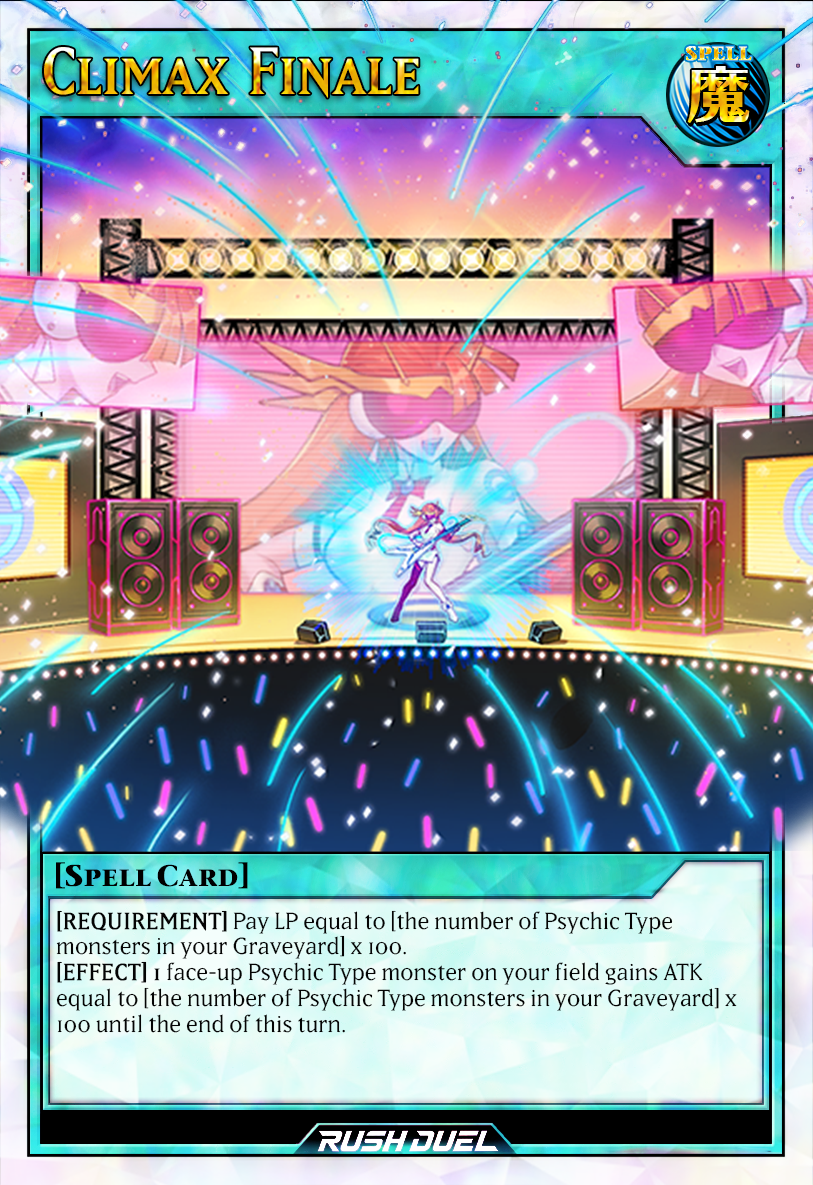 Climax Finale
SPELL
魔
[Spell Card]
[REQUIREMENT] Pay LP equal to [the number of Psychic Type
monsters in your Graveyard] x 100.
[EFFECT] 1 face-up Psychic Type monster on your field gains ATK
equal to [the number of Psychic Type monsters in your Graveyard] x
100 until the end of this turn.
RUSH DUEL